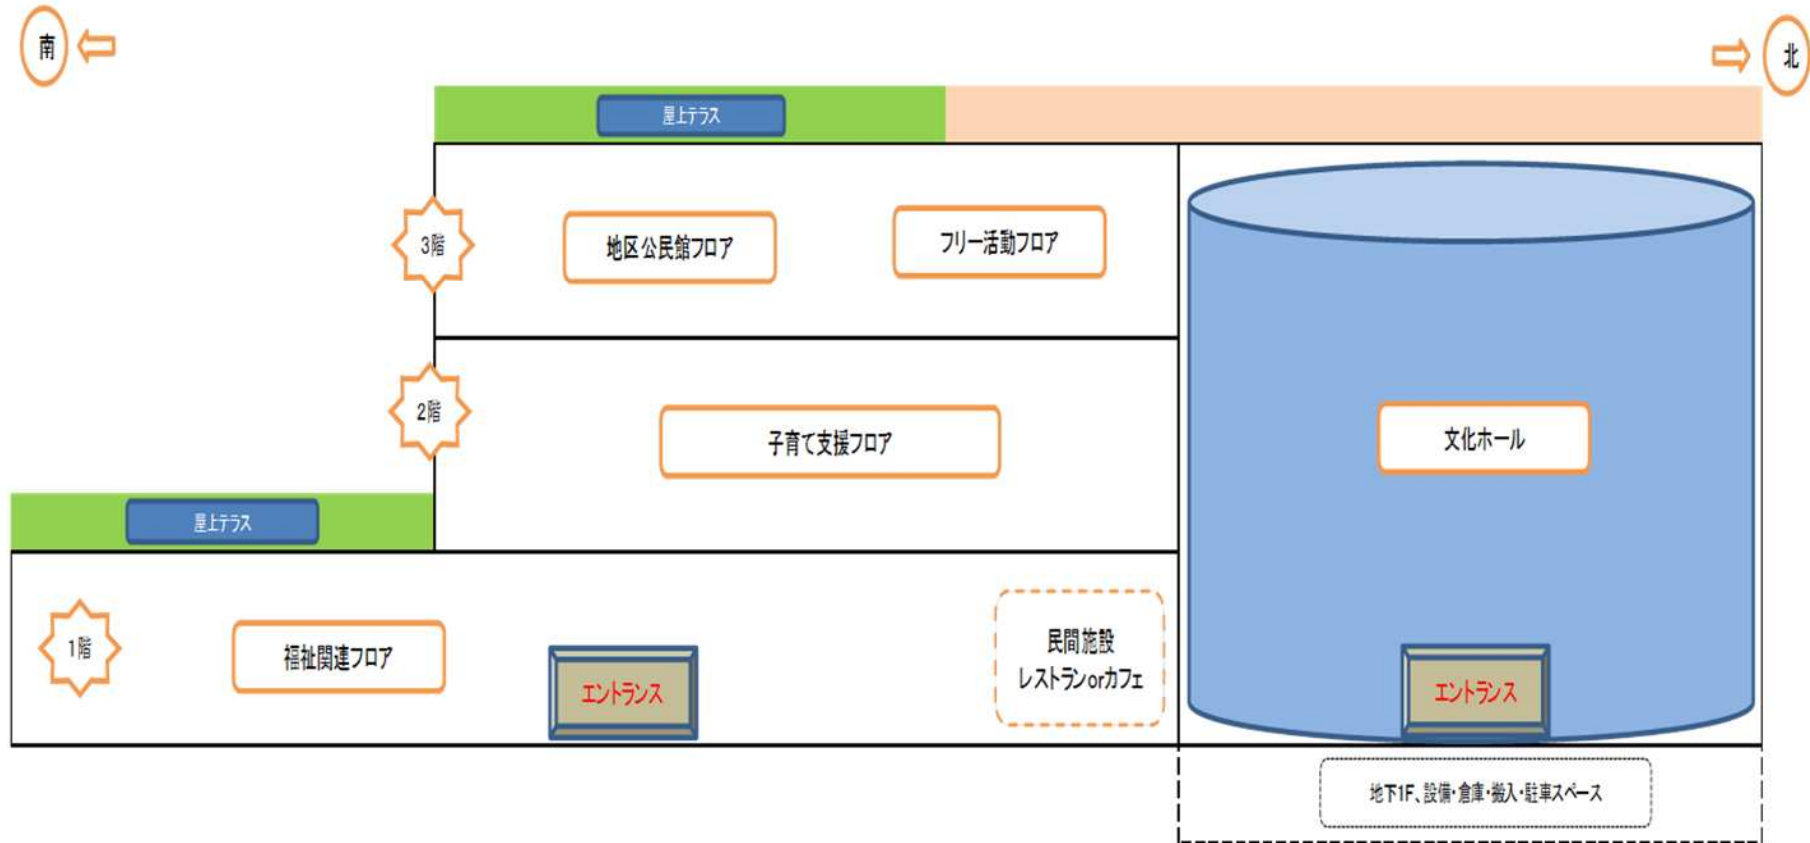 南
北
屋上テラス
3階
地区公民館フロア
フリー活動フロア
2階
子育て支援フロア
文化ホール
屋上テラス
1階
福祉関連フロア
エントランス
民間施設
レストランorカフェ
エントランス
地下1F、設備・倉庫・搬入・駐車スペース